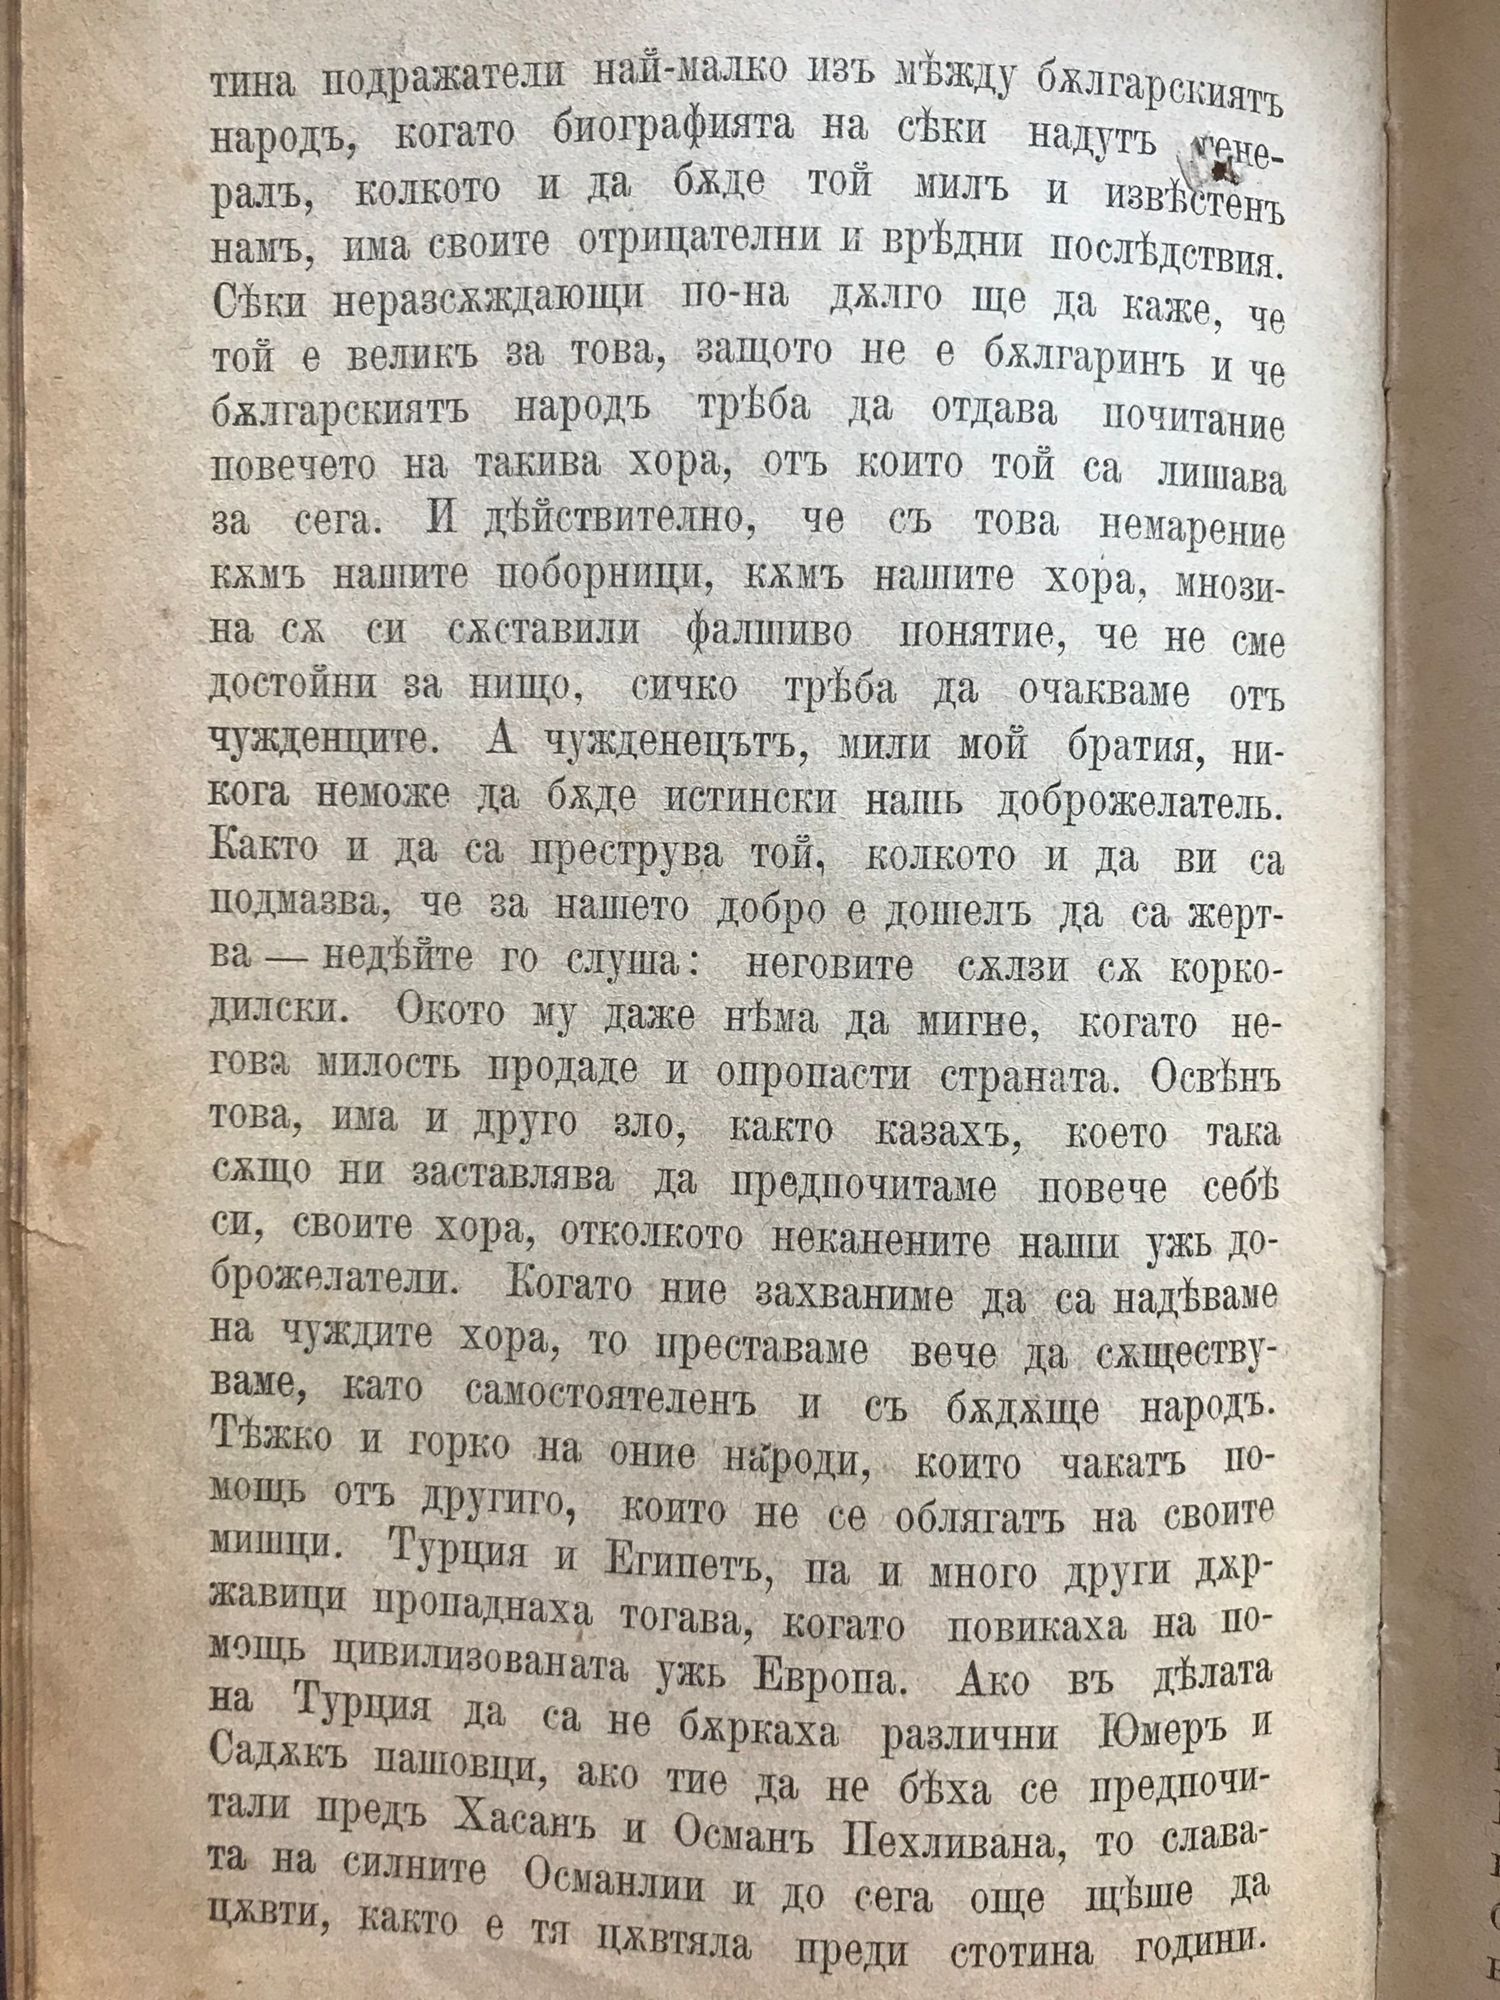 тина подражатели най-малко изъ мѣжду бѫлгарскиятъ
народъ, когато биографията на сѣки надутъ гене-
ралъ, колкото и да бѫде той милъ и извѣстенъ
намъ, има своите отрицателни и врѣдни послѣдствия.
Сѣки неразсѫждающи по-на дѫлго ще да каже, че
той е великъ за това, защото не е бѫлгаринъ и че
бѫлгарскиятъ народъ трѣба да отдава почитание
повечето на такива хора, отъ които той са лишава
за сега. И дѣйствително, че съ това немарение
кѫмъ нашите поборници, кѫмъ нашите хора, мнози-
на сѫ си сѫставили фалшиво понятие, че не сме
достойни за нищо, сичко трѣба да очакваме отъ
чужденците. А чужденецътъ, мили мой братия, ни-
кога неможе да бѫде истински нашь доброжелатель.
Както и да са преструва той, колкото и да ви са
подмазва, че за нашето добро е дошелъ да са жерт-
ва — недѣйте го слуша: неговите сѫлзи сѫ корко-
дилски. Окото му даже нѣма да мигне, когато не-
гова милость продаде и опропасти страната. Освѣнъ
това, има и друго зло, както казахъ, което така
сѫщо ни заставлява да предпочитаме повече себѣ
си, своите хора, отколкото неканените наши ужь до-
брожелатели. Когато ние захваниме да са надѣваме
на чуждите хора, то преставаме вече да сѫществу-
ваме, като самостоятеленъ и съ бѫдѫще народъ.
Тѣжко и горко на оние народи, които чакатъ по-
мощь отъ другиго, които не се облягатъ на своите
мишци. Турция и Египетъ, па и много други дѫр-
жавици пропаднаха тогава, когато повикаха на по-
мощь цивилизованата ужь Европа. Ако въ дѣлата
на Турция да са не бѫркаха различни Юмеръ и
Садѫкъ пашовци, ако тие да не бѣха се предпочи-
тали предъ Хасанъ и Османъ Пехливана, то слава-
та на силните Османлии и до сега още щѣше да
цѫвти, както е тя цѫвтяла преди стотина години.